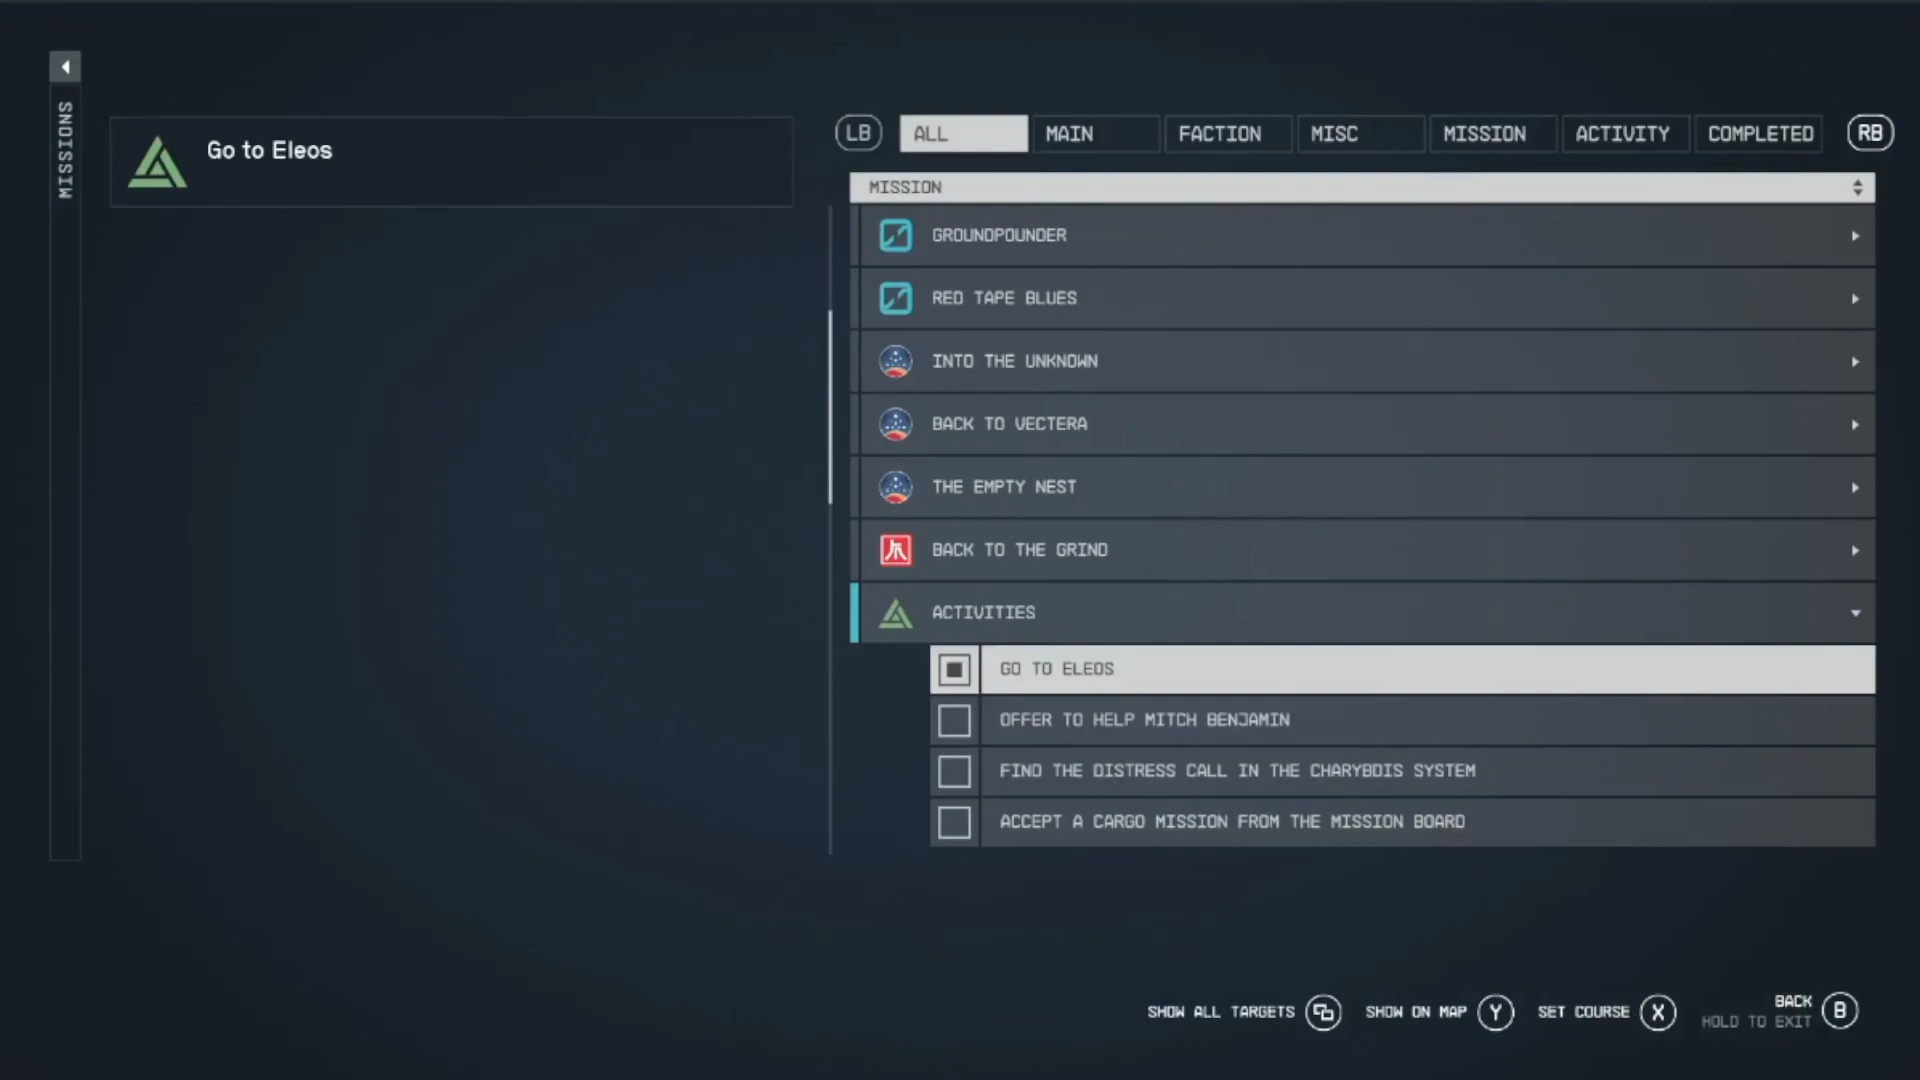 MISSIONS
Go to Eleos
LB
ALL
MAIN
FACTION
MISC
MISSION
ACTIVITY
COMPLETED
RB
MISSION
GROUNDPOUNDER
RED TAPE BLUES
INTO THE UNKNOWN
BACK TO VECTERA
THE EMPTY NEST
BACK TO THE GRIND
ACTIVITIES
GO TO ELEOS
OFFER TO HELP MITCH BENJAMIN
FIND THE DISTRESS CALL IN THE CHARYBDIS SYSTEM
ACCEPT A CARGO MISSION FROM THE MISSION BOARD
SHOW ALL TARGETS
SHOW ON MAP Y
SET COURSE X
BACK B
HOLD TO EXIT